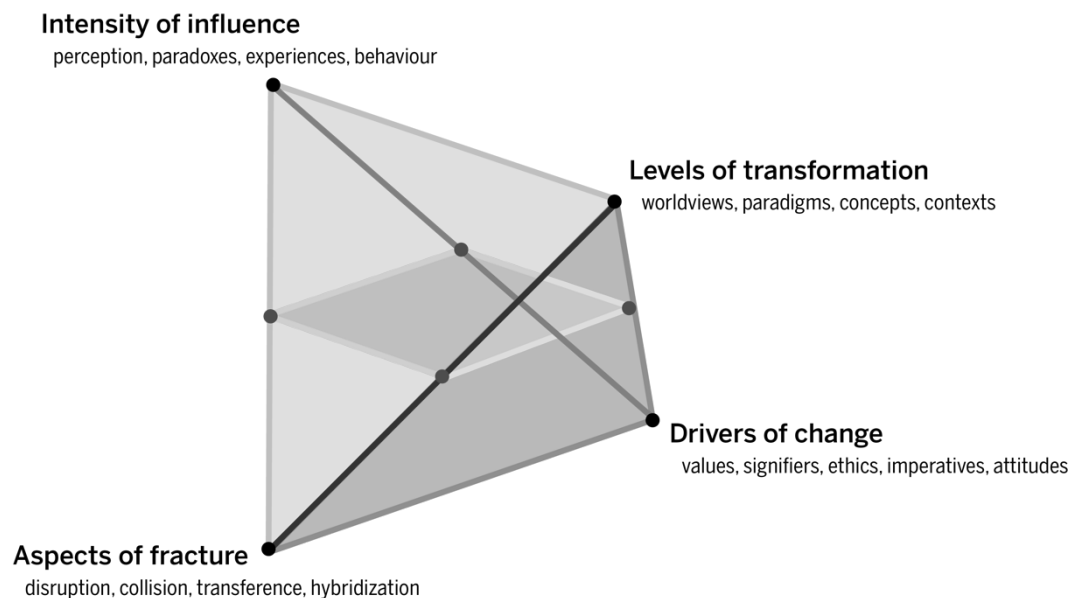 Intensity of influence
perception, paradoxes, experiences, behaviour
Levels of transformation
worldviews, paradigms, concepts, contexts
Drivers of change
values, signifiers, ethics, imperatives, attitudes
Aspects of fracture
disruption, collision, transference, hybridization